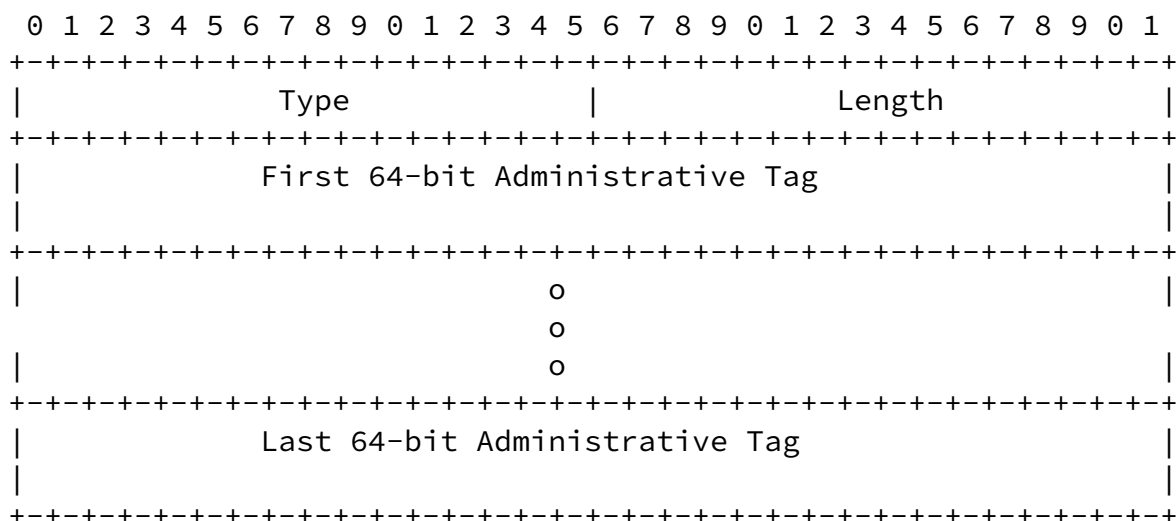 0 1 2 3 4 5 6 7 8 9 0 1 2 3 4 5 6 7 8 9 0 1 2 3 4 5 6 7 8 9 0 1
+-+-+-+-+-+-+-+-+-+-+-+-+-+-+-+-+-+-+-+-+-+-+-+-+-+-+-+-+-+-+-+-+
|              Type             |             Length            |
+-+-+-+-+-+-+-+-+-+-+-+-+-+-+-+-+-+-+-+-+-+-+-+-+-+-+-+-+-+-+-+-+
|             First 64-bit Administrative Tag                   |
|                                                               |
+-+-+-+-+-+-+-+-+-+-+-+-+-+-+-+-+-+-+-+-+-+-+-+-+-+-+-+-+-+-+-+-+
|                             o                                 |
                              o
|                             o                                 |
+-+-+-+-+-+-+-+-+-+-+-+-+-+-+-+-+-+-+-+-+-+-+-+-+-+-+-+-+-+-+-+-+
|             Last 64-bit Administrative Tag                    |
|                                                               |
+-+-+-+-+-+-+-+-+-+-+-+-+-+-+-+-+-+-+-+-+-+-+-+-+-+-+-+-+-+-+-+-+